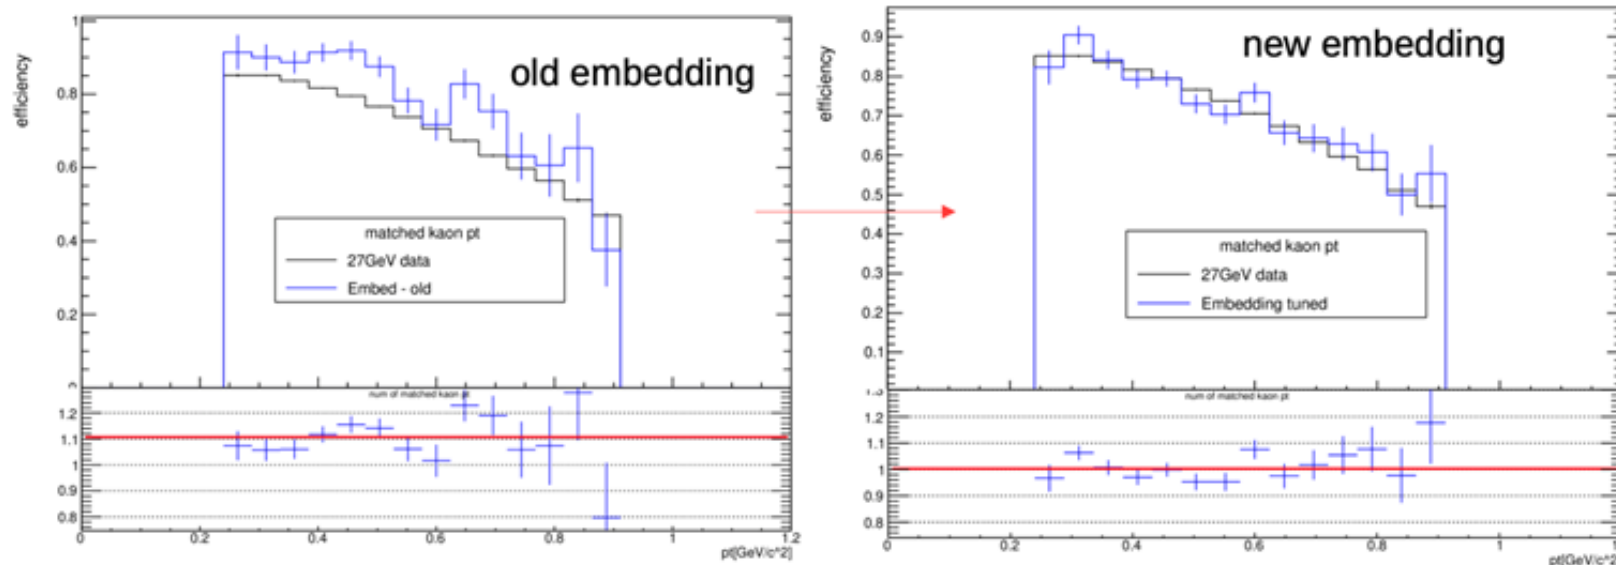 old embedding
efficiency
1
0.8
0.6
0.4
0.2
matched kaon pt
27GeV data
Embed - old
num of matched kaon pt
1.2
1.1
1
0.9
0.8
0
0.2
0.4
0.6
0.8
1
1.2
pt[GeV/c^2]
new embedding
efficiency
0.9
0.8
0.7
0.6
0.5
0.4
0.3
0.2
0.1
matched kaon pt
27GeV data
Embedding tuned
num of matched kaon pt
1.2
1.1
1
0.9
0.8
0
0.2
0.4
0.6
0.8
1
pt[GeV/c^2